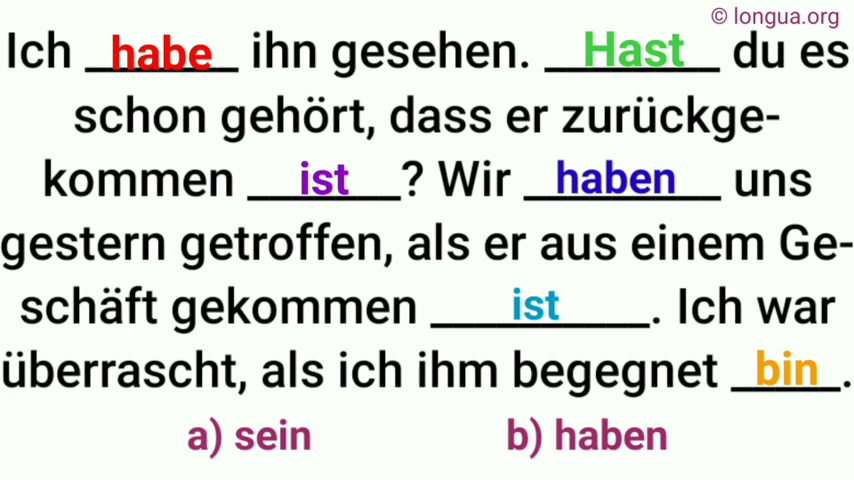 © longua.org
Ich habe ihn gesehen. Hast du es
schon gehört, dass er zurückge-
kommen ist? Wir haben uns
gestern getroffen, als er aus einem Ge-
schäft gekommen ist. Ich war
überrascht, als ich ihm begegnet bin.
a) sein b) haben